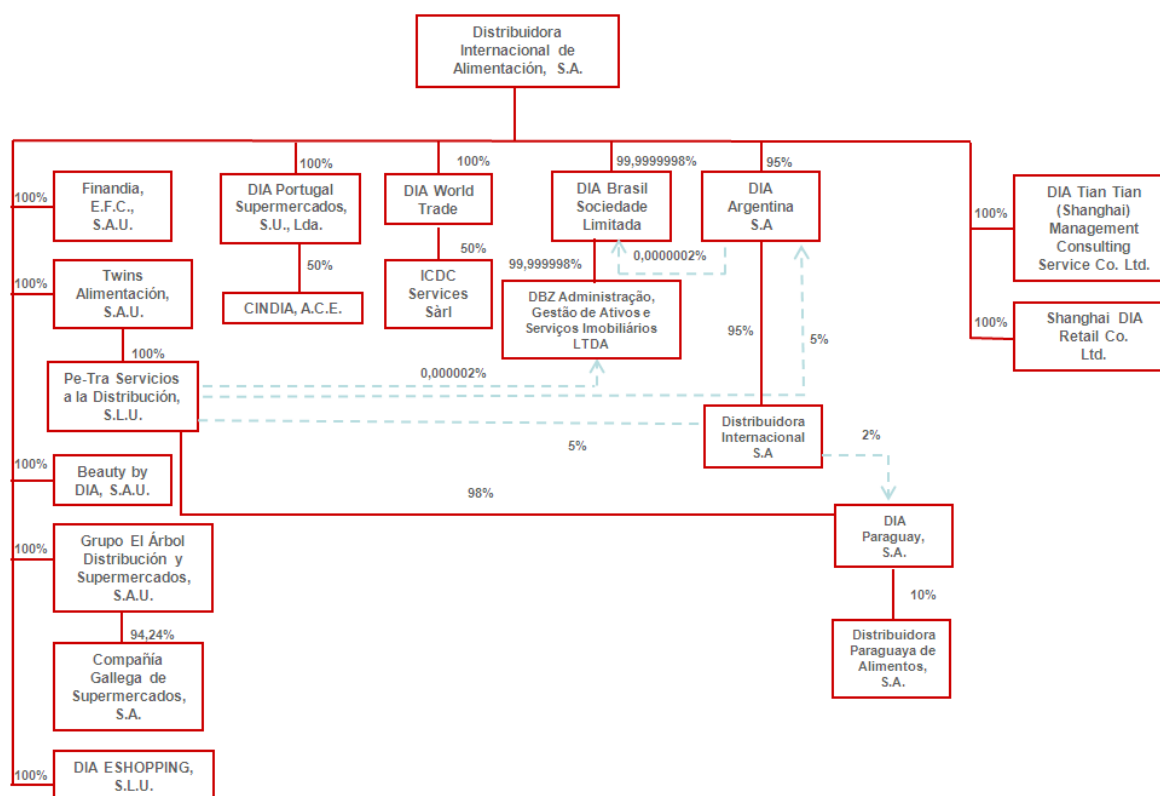 Distribuidora
Internacional de
Alimentación, S.A.
100%
100%
99,9999998%
95%
100%
Finandia,
E.F.C.,
S.A.U.
DIA Portugal
Supermercados,
S.U., Lda.
DIA World
Trade
DIA Brasil
Sociedade
Limitada
DIA
Argentina
S.A
100%
DIA Tian Tian
(Shanghai)
Management
Consulting
Service Co. Ltd.
50%
50%
99,999998%
0,0000002%
100%
Twins
Alimentación,
S.A.U.
CINDIA, A.C.E.
ICDC
Services
Sàrl
DBZ Administração,
Gestão de Ativos e
Serviços Imobiliários
LTDA
95%
5%
100%
Shanghai DIA
Retail Co.
Ltd.
100%
Pe-Tra Servicios
a la Distribución,
S.L.U.
0,000002%
5%
Distribuidora
Internacional
S.A
2%
100%
Beauty by
DIA, S.A.U.
98%
100%
Grupo El Árbol
Distribución y
Supermercados,
S.A.U.
DIA
Paraguay,
S.A.
10%
94,24%
Compañía
Gallega de
Supermercados,
S.A.
Distribuidora
Paraguaya de
Alimentos,
S.A.
100%
DIA ESHOPPING,
S.L.U.